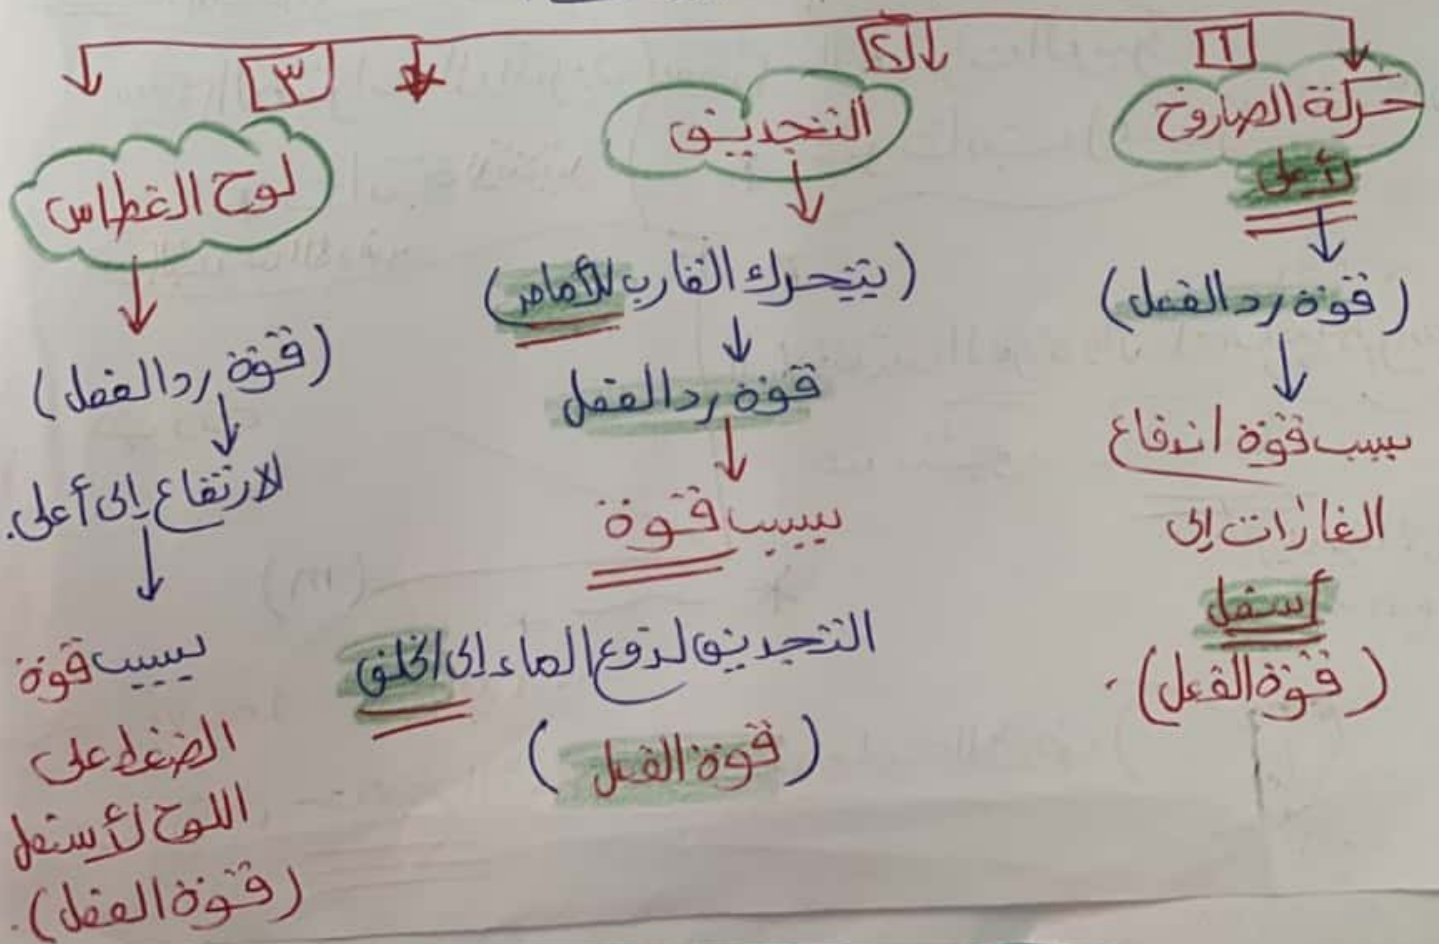 ١
حركة الصاروخ
لأعلى
(قوة رد الفعل)
بسبب قوة اندفاع
الغازات إلى
أسفل
(قوة الفعل).
٢
التجديف
(يتحرك القارب للأمام)
قوة رد الفعل
بسبب قوة
التجديف لدفع الماء إلى الخلف
(قوة الفعل)
٣
لوح الغطاس
(قوة رد الفعل)
لارتفاع إلى أعلى.
بسبب قوة
الضغط على
اللوح لأسفل
(قوة الفعل).